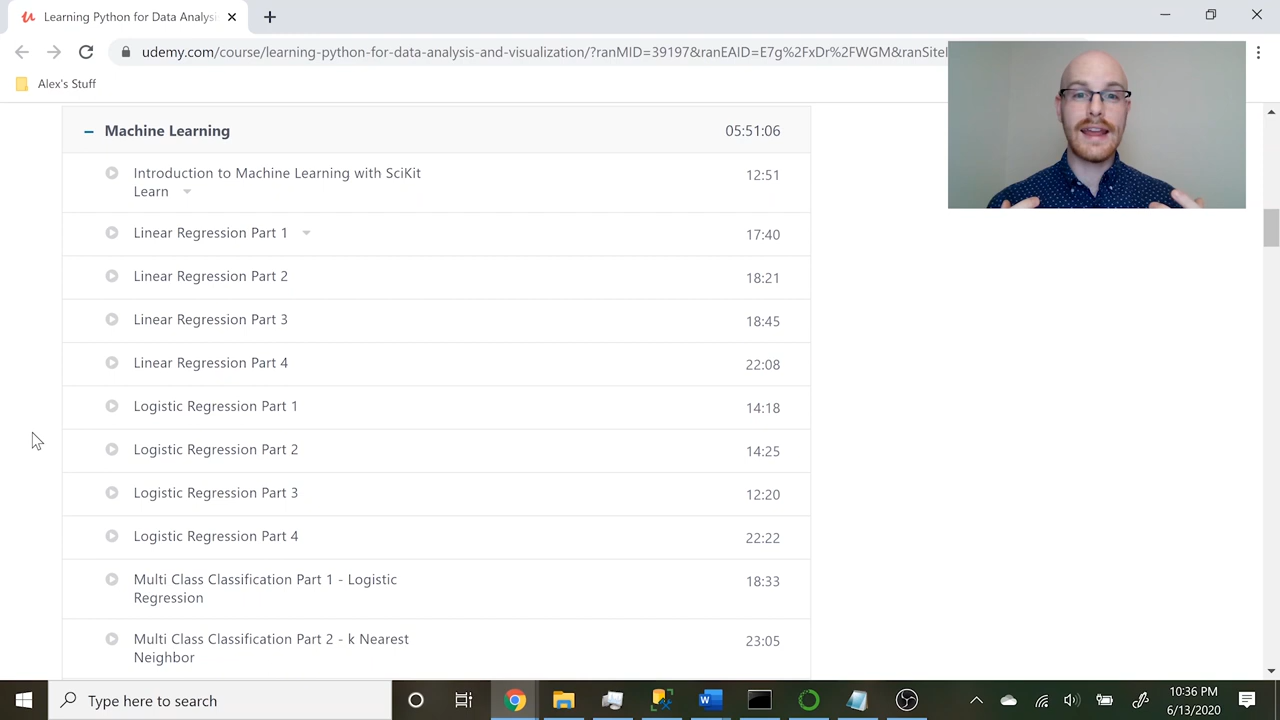 Learning Python for Data Analysi
udemy.com/course/learning-python-for-data-analysis-and-visualization/?ranMID=39197&ranEAID=E7g%2FxDr%2FWGM&ranSiteI
Alex's Stuff
Machine Learning 05:51:06
Introduction to Machine Learning with SciKit
Learn 12:51
Linear Regression Part 1 17:40
Linear Regression Part 2 18:21
Linear Regression Part 3 18:45
Linear Regression Part 4 22:08
Logistic Regression Part 1 14:18
Logistic Regression Part 2 14:25
Logistic Regression Part 3 12:20
Logistic Regression Part 4 22:22
Multi Class Classification Part 1 - Logistic
Regression 18:33
Multi Class Classification Part 2 - k Nearest
Neighbor 23:05
Type here to search
10:36 PM
6/13/2020